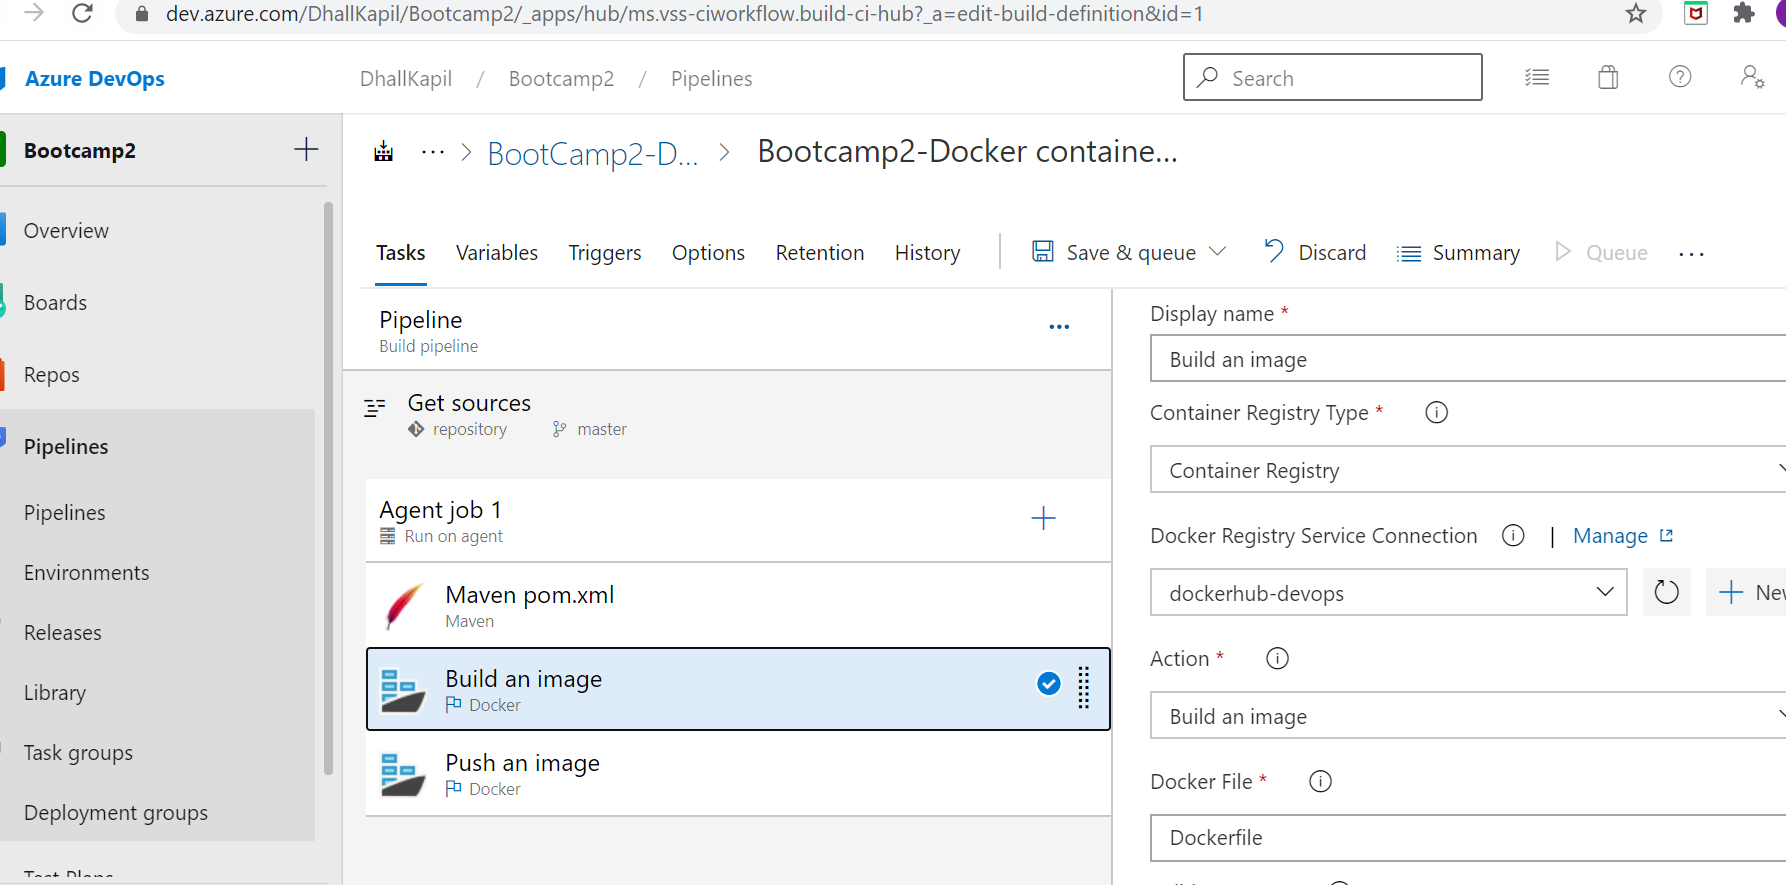 dev.azure.com/DhallKapil/Bootcamp2/_apps/hub/ms.vss-ciworkflow.build-ci-hub?_a=edit-build-definition&id=1
Azure DevOps
DhallKapil / Bootcamp2 / Pipelines
Search
Bootcamp2
Overview
Boards
Repos
Pipelines
Pipelines
Environments
Releases
Library
Task groups
Deployment groups
Test Plans
... > BootCamp2-D... > Bootcamp2-Docker containe...
Tasks Variables Triggers Options Retention History | Save & queue Discard Summary Queue ...
Pipeline ...
Build pipeline
Get sources
repository master
Agent job 1
Run on agent
Maven pom.xml
Maven
Build an image
Docker
Push an image
Docker
Display name *
Build an image
Container Registry Type *
Container Registry
Docker Registry Service Connection | Manage
dockerhub-devops
Action *
Build an image
Docker File *
Dockerfile